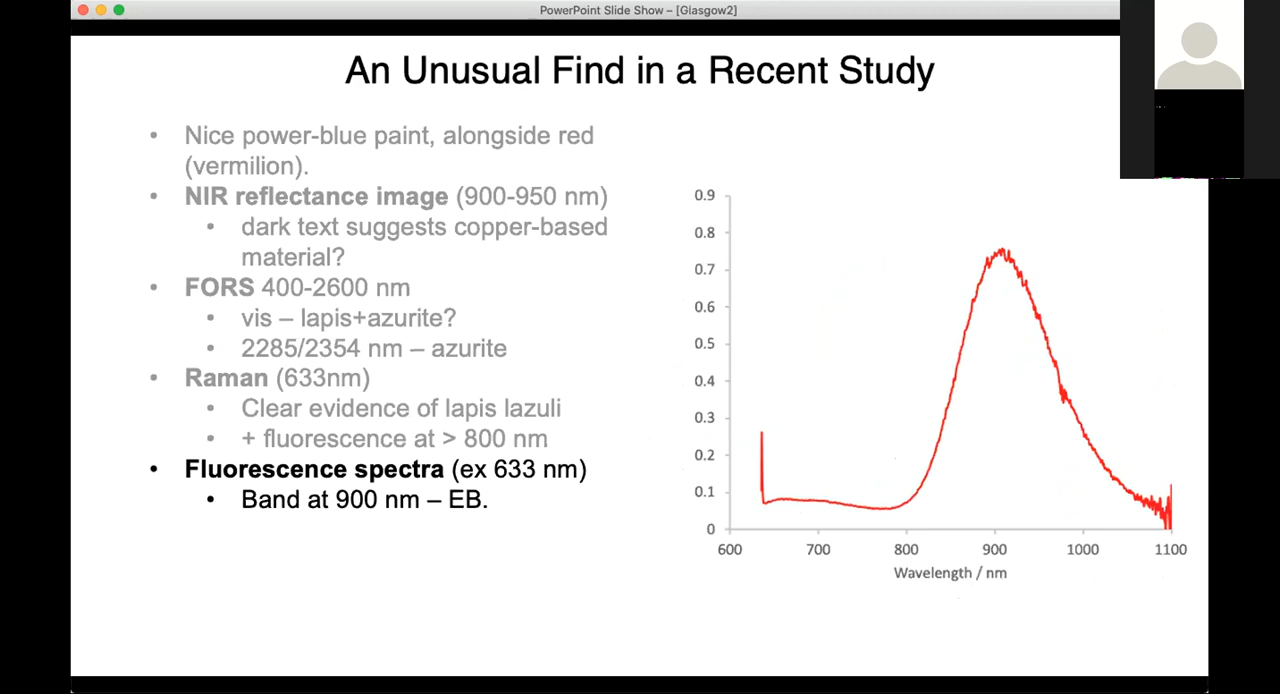 PowerPoint Slide Show – [Glasgow2]
An Unusual Find in a Recent Study
• Nice power-blue paint, alongside red
(vermilion).
• NIR reflectance image (900-950 nm)
• dark text suggests copper-based
material?
• FORS 400-2600 nm
• vis – lapis+azurite?
• 2285/2354 nm – azurite
• Raman (633nm)
• Clear evidence of lapis lazuli
• + fluorescence at > 800 nm
• Fluorescence spectra (ex 633 nm)
• Band at 900 nm – EB.
0.9
0.8
0.7
0.6
0.5
0.4
0.3
0.2
0.1
0
600 700 800 900 1000 1100
Wavelength / nm